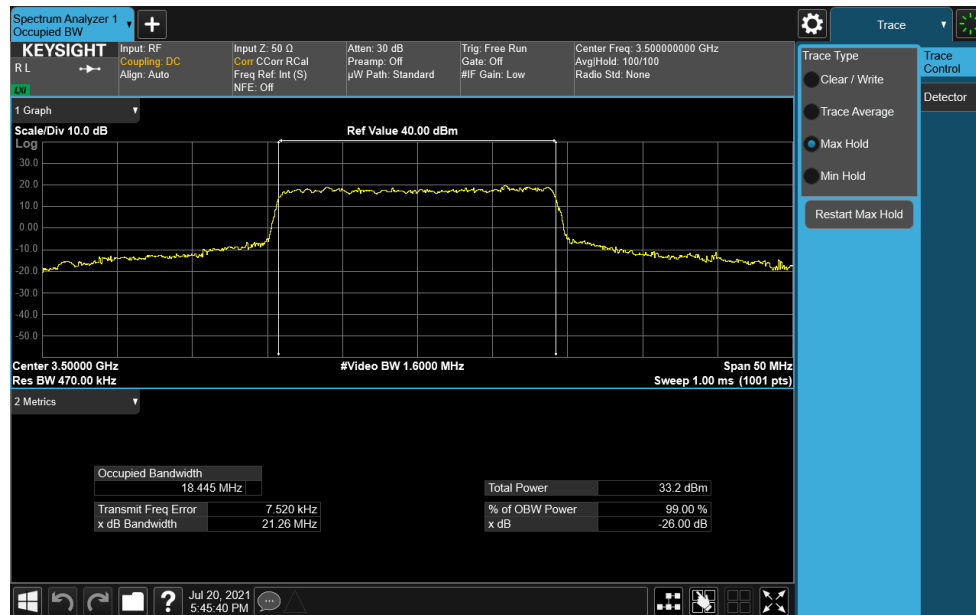 Spectrum Analyzer 1
Occupied BW
Trace
KEYSIGHT
R L
LXI
Input: RF
Coupling: DC
Align: Auto
Input Z: 50 Ω
Corr CCorr RCal
Freq Ref: Int (S)
NFE: Off
Atten: 30 dB
Preamp: Off
µW Path: Standard
Trig: Free Run
Gate: Off
#IF Gain: Low
Center Freq: 3.500000000 GHz
Avg|Hold: 100/100
Radio Std: None
Trace Type
Clear / Write
Trace Average
Max Hold
Min Hold
Restart Max Hold
Trace Control
Detector
1 Graph
Scale/Div 10.0 dB
Ref Value 40.00 dBm
Log
30.0
20.0
10.0
0.00
-10.0
-20.0
-30.0
-40.0
-50.0
Center 3.50000 GHz
#Video BW 1.6000 MHz
Span 50 MHz
Res BW 470.00 kHz
Sweep 1.00 ms (1001 pts)
2 Metrics
Occupied Bandwidth
18.445 MHz
Total Power 33.2 dBm
Transmit Freq Error 7.520 kHz
% of OBW Power 99.00 %
x dB Bandwidth 21.26 MHz
x dB -26.00 dB
?
Jul 20, 2021
5:45:40 PM